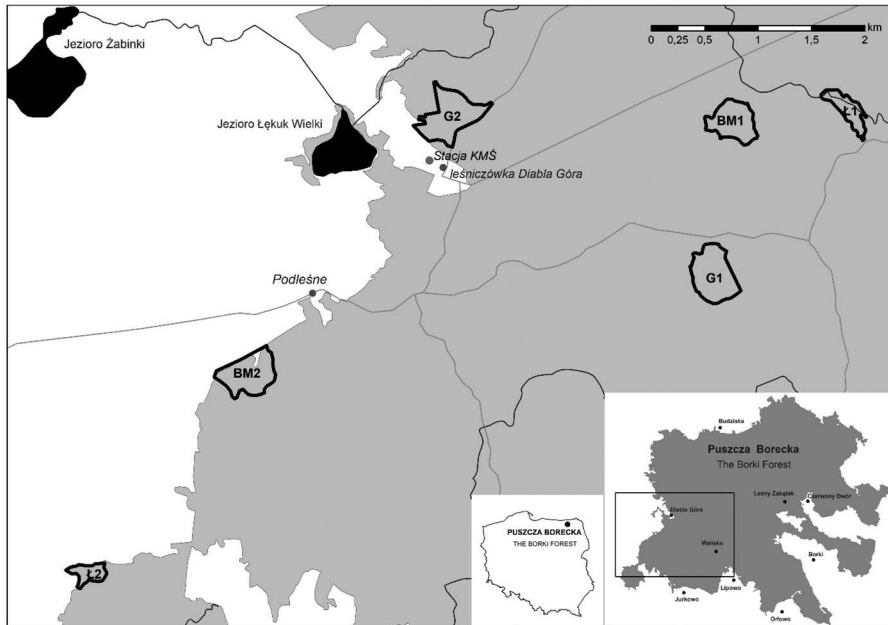 km
0 0,25 0,5 1 1,5 2
Jezioro Żabinki
Jezioro Łękuk Wielki
G2
BM1
Ł1
Stacja KMŚ
leśniczówka Diabla Góra
G1
Podleśne
BM2
Ł2
PUSZCZA BORECKA
THE BORKI FOREST
Budziska
Puszcza Borecka
The Borki Forest
Leśny Zakątek
Czerwony Dwór
Diabla Góra
Walisko
Borki
Lipowo
Jurkowo
Orłowo